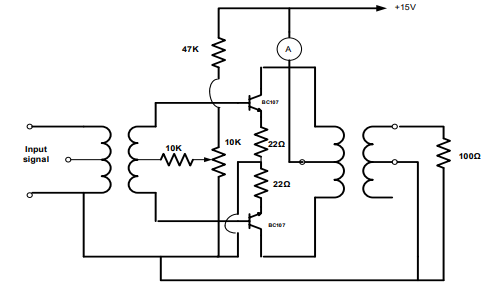 +15V
47K
A
BC107
Input
signal
10K
10K
22Ω
100Ω
22Ω
BC107